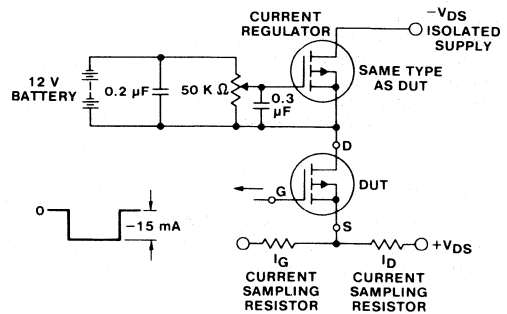 CURRENT
REGULATOR
−VDS
ISOLATED
SUPPLY
12 V
BATTERY
0.2 µF
50 K Ω
0.3
µF
SAME TYPE
AS DUT
D
DUT
G
S
0
−15 mA
IG
CURRENT
SAMPLING
RESISTOR
ID
CURRENT
SAMPLING
RESISTOR
+VDS